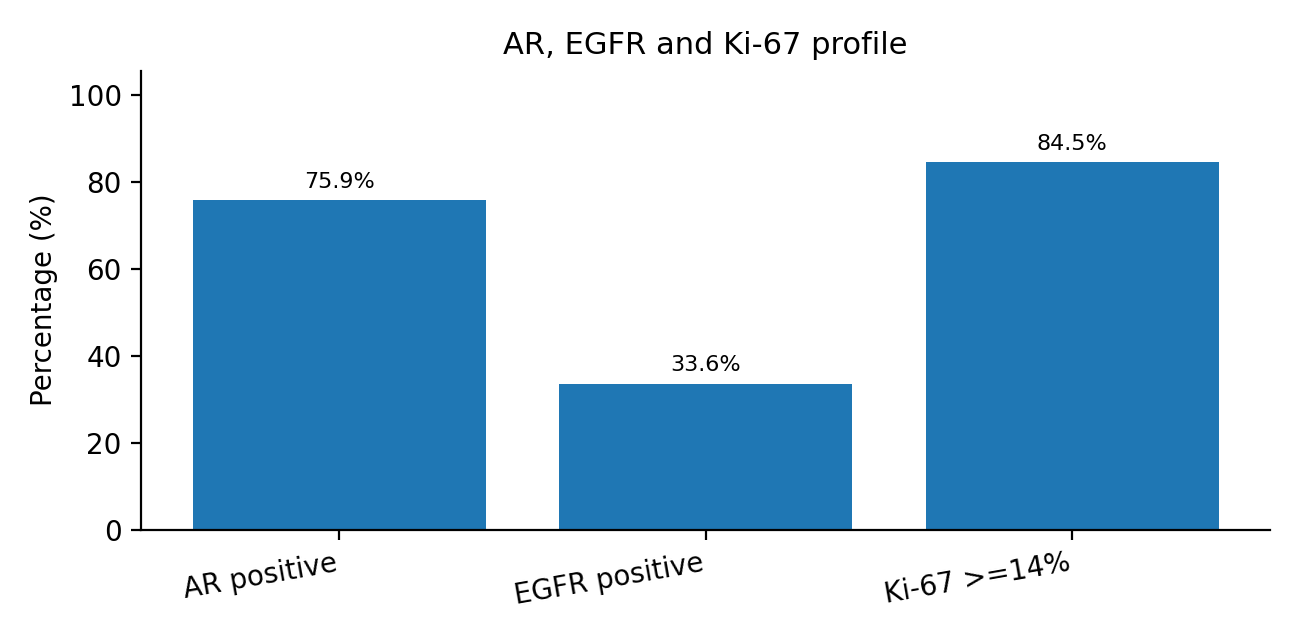 AR, EGFR and Ki-67 profile
Percentage (%)
100
80
60
40
20
0
75.9%
33.6%
84.5%
AR positive
EGFR positive
Ki-67 >=14%